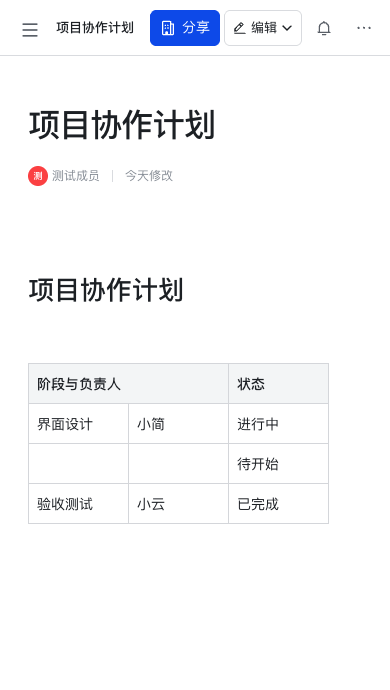 项目协作计划 分享 编辑
项目协作计划
测 测试成员 今天修改
项目协作计划
阶段与负责人 状态
界面设计 小简 进行中
待开始
验收测试 小云 已完成